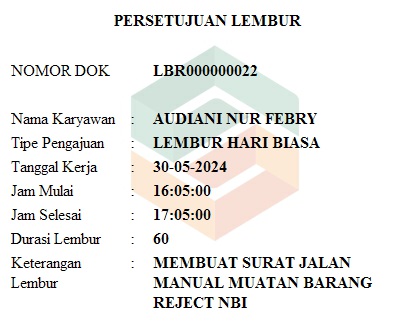 PERSETUJUAN LEMBUR
NOMOR DOK LBR000000022
Nama Karyawan : AUDIANI NUR FEBRY
Tipe Pengajuan : LEMBUR HARI BIASA
Tanggal Kerja : 30-05-2024
Jam Mulai : 16:05:00
Jam Selesai : 17:05:00
Durasi Lembur : 60
Keterangan : MEMBUAT SURAT JALAN
Lembur MANUAL MUATAN BARANG
REJECT NBI